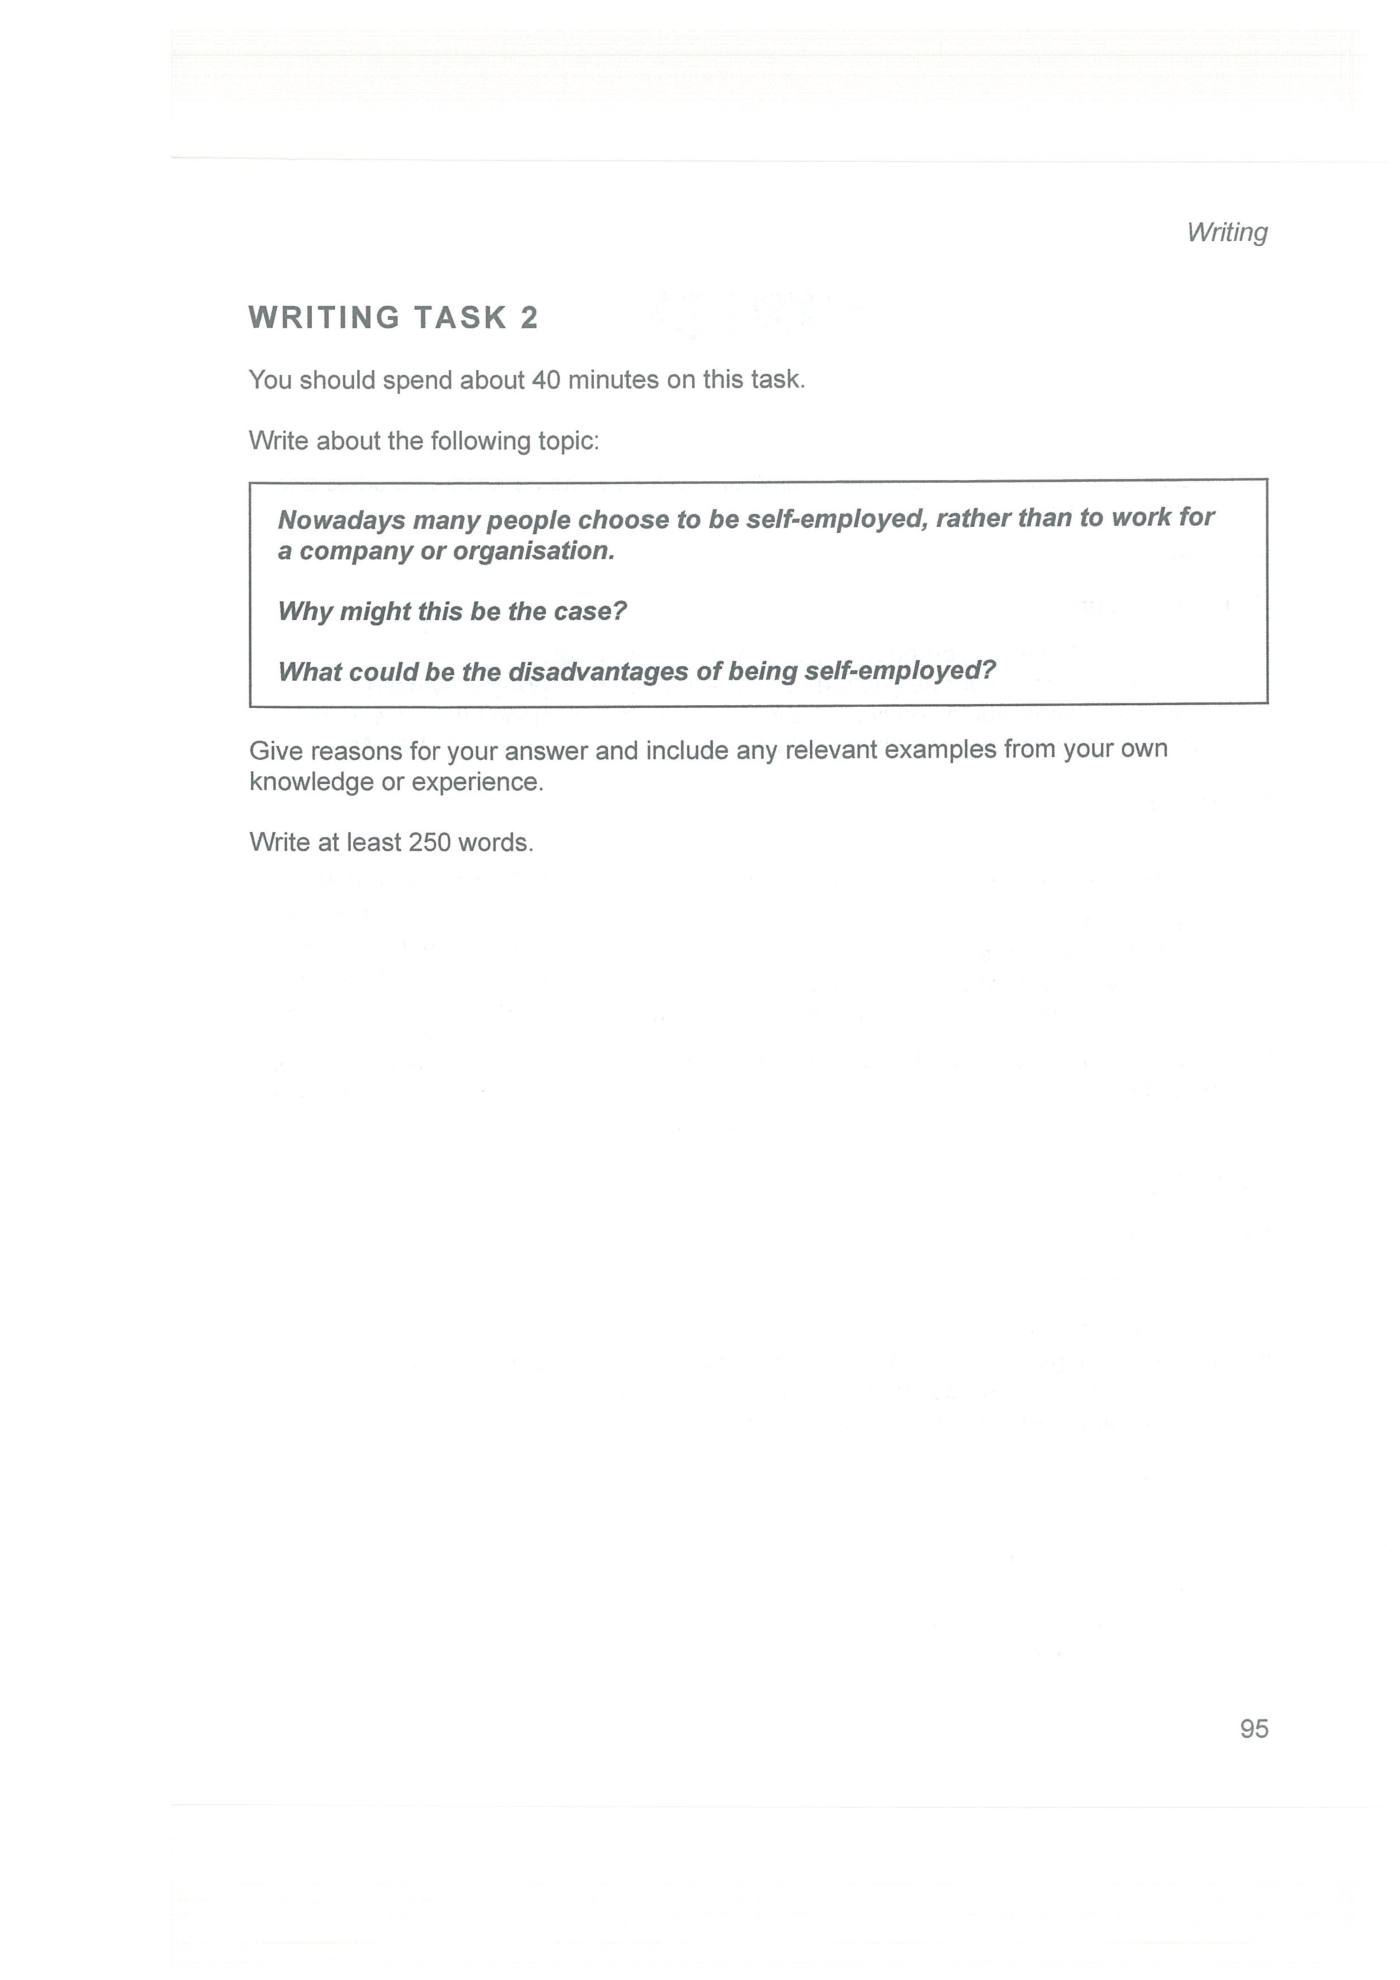 Writing
WRITING TASK 2
You should spend about 40 minutes on this task.
Write about the following topic:
Nowadays many people choose to be self-employed, rather than to work for
a company or organisation.
Why might this be the case?
What could be the disadvantages of being self-employed?
Give reasons for your answer and include any relevant examples from your own
knowledge or experience.
Write at least 250 words.
95